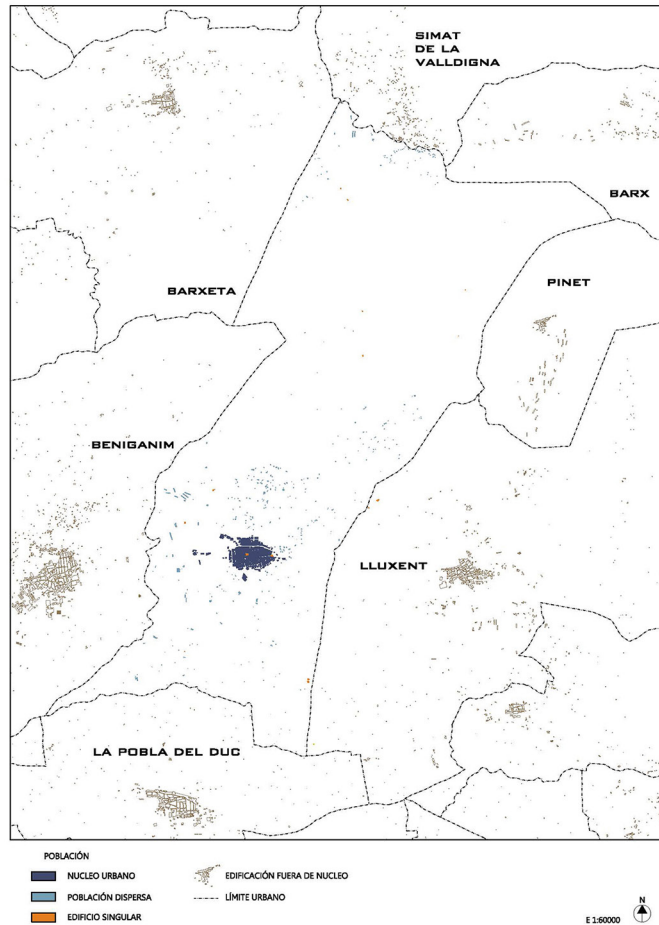 SIMAT
DE LA
VALLDIGNA
BARX
BARXETA
PINET
BENIGANIM
LLUXENT
LA POBLA DEL DUC
POBLACIÓN
NUCLEO URBANO
POBLACIÓN DISPERSA
EDIFICIO SINGULAR
EDIFICACIÓN FUERA DE NUCLEO
LÍMITE URBANO
N
E 1:60000